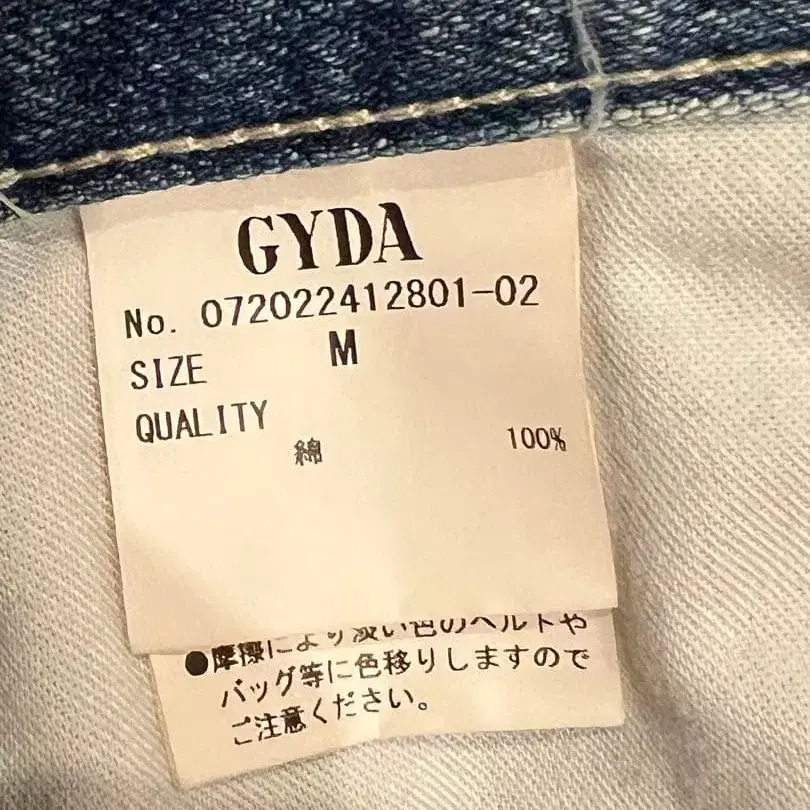 GYDA
No. 072022412801-02
SIZE M
QUALITY
綿 100%
●摩擦により淡い色のベルトや
バッグ等に色移りしますので
ご注意ください。